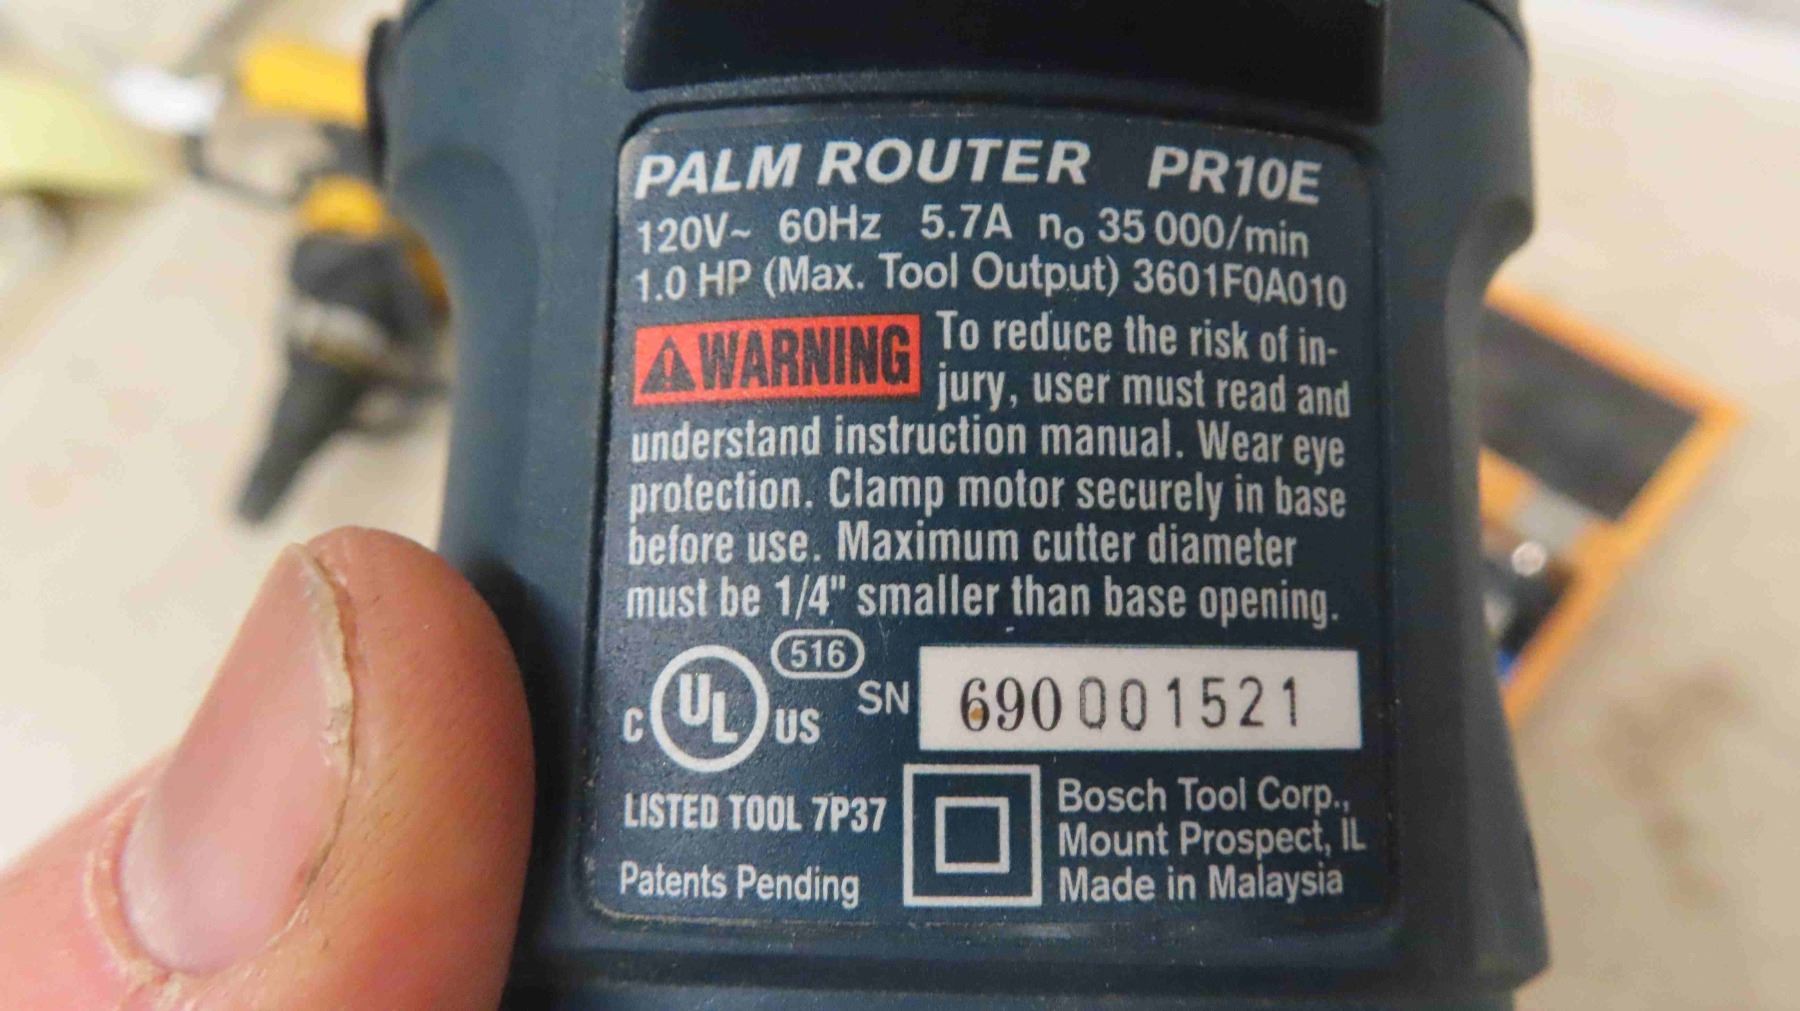 PALM ROUTER PR10E
120V~ 60Hz 5.7A no 35 000/min
1.0 HP (Max. Tool Output) 3601F0A010
WARNING To reduce the risk of in-
jury, user must read and
understand instruction manual. Wear eye
protection. Clamp motor securely in base
before use. Maximum cutter diameter
must be 1/4" smaller than base opening.
516
C UL US SN 690001521
LISTED TOOL 7P37
Patents Pending
Bosch Tool Corp.,
Mount Prospect, IL
Made in Malaysia